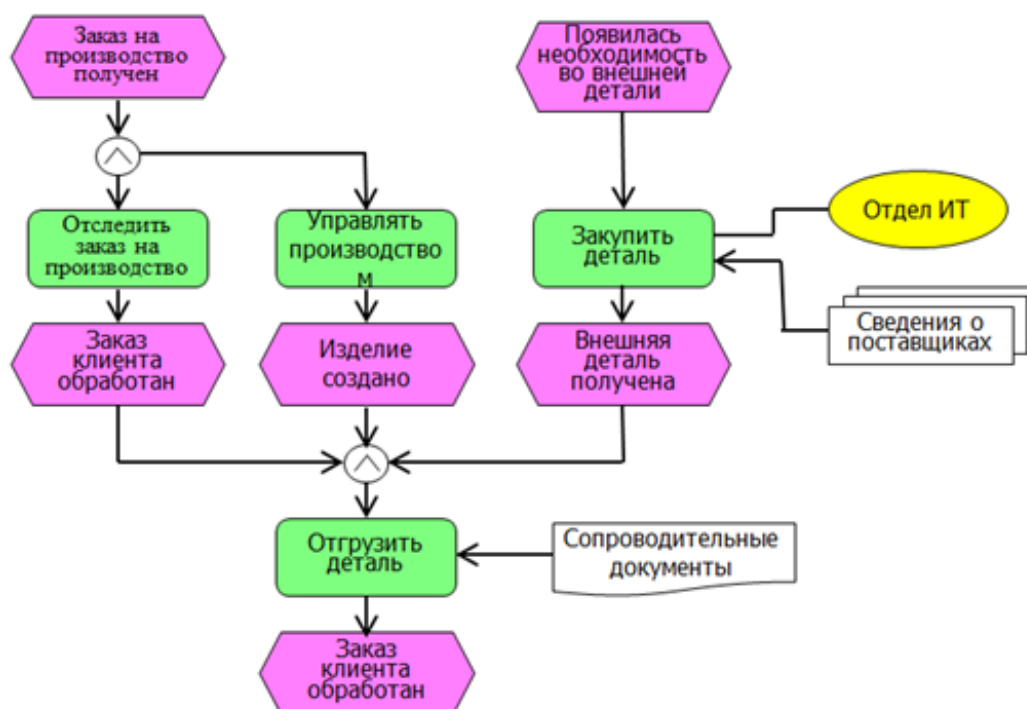 Заказ на
производство
получен
Появилась
необходимость
во внешней
детали
Отследить
заказ на
производство
Управлять
производство
м
Закупить
деталь
Отдел ИТ
Сведения о
поставщиках
Заказ
клиента
обработан
Изделие
создано
Внешняя
деталь
получена
Отгрузить
деталь
Сопроводительные
документы
Заказ
клиента
обработан